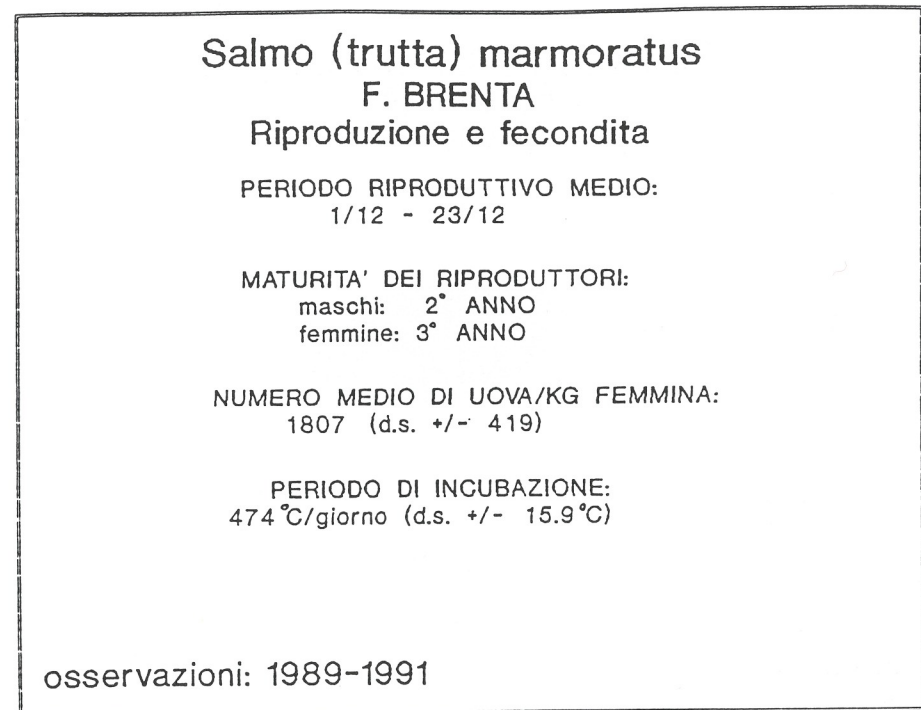 Salmo (trutta) marmoratus
F. BRENTA
Riproduzione e fecondita
PERIODO RIPRODUTTIVO MEDIO:
1/12 - 23/12
MATURITA' DEI RIPRODUTTORI:
maschi: 2° ANNO
femmine: 3° ANNO
NUMERO MEDIO DI UOVA/KG FEMMINA:
1807 (d.s. +/- 419)
PERIODO DI INCUBAZIONE:
474°C/giorno (d.s. +/- 15.9°C)
osservazioni: 1989-1991